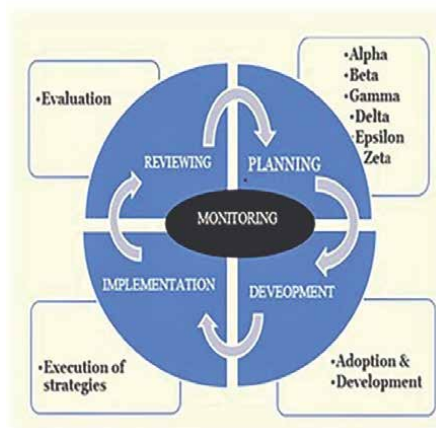 •Evaluation
•Alpha
•Beta
•Gamma
•Delta
•Epsilon
Zeta
REVIEWING
PLANNING
MONITORING
IMPLEMENTATION
DEVEOPMENT
•Execution of
strategies
•Adoption &
•Development